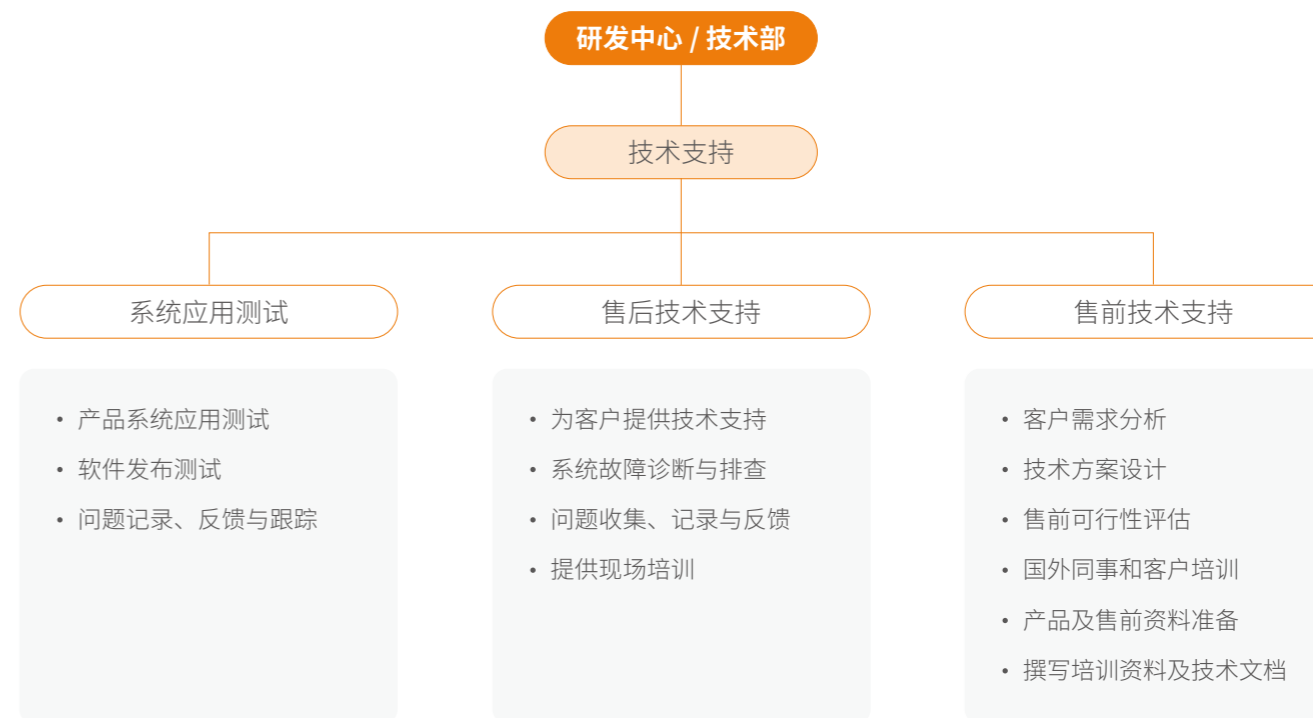 研发中心 / 技术部
技术支持
系统应用测试
• 产品系统应用测试
• 软件发布测试
• 问题记录、反馈与跟踪
售后技术支持
• 为客户提供技术支持
• 系统故障诊断与排查
• 问题收集、记录与反馈
• 提供现场培训
售前技术支持
• 客户需求分析
• 技术方案设计
• 售前可行性评估
• 国外同事和客户培训
• 产品及售前资料准备
• 撰写培训资料及技术文档